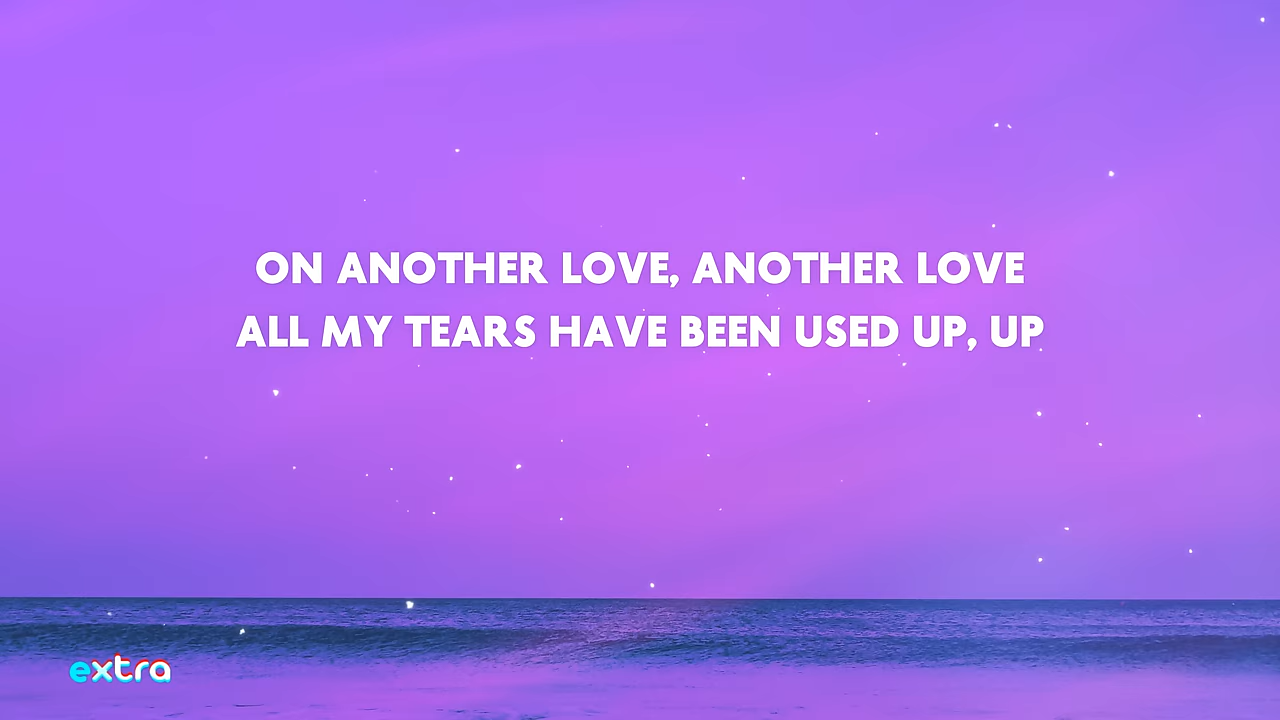 ON ANOTHER LOVE, ANOTHER LOVE
ALL MY TEARS HAVE BEEN USED UP, UP
extra